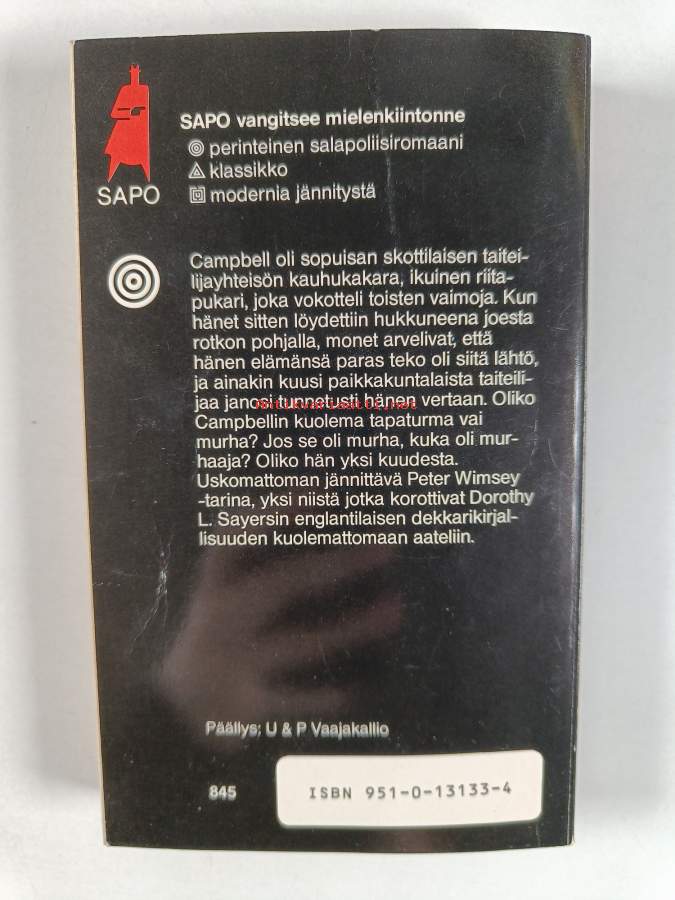 SAPO vangitsee mielenkiintonne
perinteinen salapoliisiromaani
klassikko
modernia jännitystä
SAPO
Campbell oli sopuisan skottilaisen taitei-
lijayhteisön kauhukakara, ikuinen riita-
pukari, joka vokotteli toisten vaimoja. Kun
hänet sitten löydettiin hukkuneena joesta
rotkon pohjalla, monet arvelivat, että
hänen elämänsä paras teko oli siitä lähtö,
ja ainakin kuusi paikkakuntalaista taiteili-
jaa janosi tunnetusti hänen vertaan. Oliko
Antikvariaatti.net
Campbellin kuolema tapaturma vai
murha? Jos se oli murha, kuka oli mur-
haaja? Oliko hän yksi kuudesta.
Uskomattoman jännittävä Peter Wimsey
-tarina, yksi niistä jotka korottivat Dorothy
L. Sayersin englantilaisen dekkarikirjal-
lisuuden kuolemattomaan aateliin.
Päällys: U & P Vaajakallio
845
ISBN 951-0-13133-4